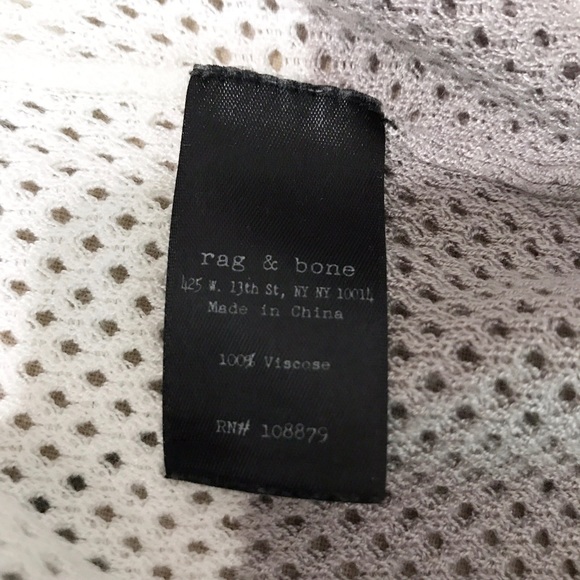 rag & bone
425 W. 13th St, NY NY 10014
Made in China
100% Viscose
RN# 108879